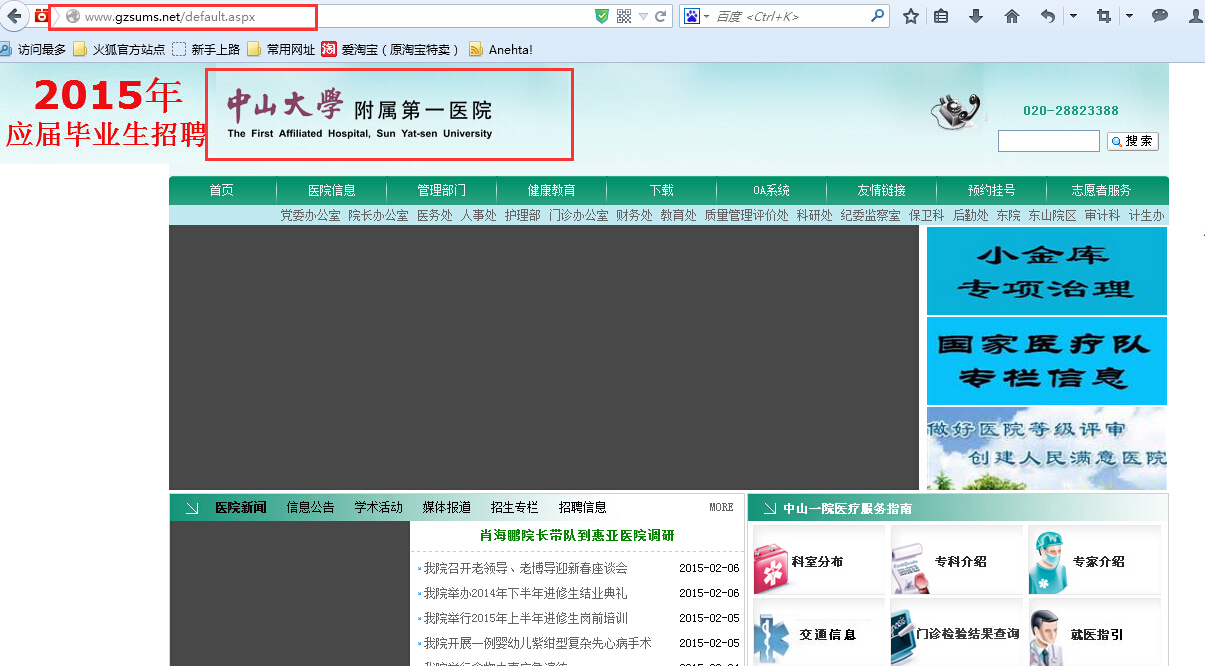 www.gzsums.net/default.aspx
百度 <Ctrl+K>
访问最多 火狐官方站点 新手上路 常用网址 淘 爱淘宝（原淘宝特卖） Anehta!
2015年
应届毕业生招聘
中山大學 附属第一医院
The First Affiliated Hospital, Sun Yat-sen University
020-28823388
搜 索
首页 医院信息 管理部门 健康教育 下载 OA系统 友情链接 预约挂号 志愿者服务
党委办公室 院长办公室 医务处 人事处 护理部 门诊办公室 财务处 教育处 质量管理评价处 科研处 纪委监察室 保卫科 后勤处 东院 东山院区 审计科 计生办
小金库
专项治理
国家医疗队
专栏信息
做好医院等级评审
创建人民满意医院
医院新闻 信息公告 学术活动 媒体报道 招生专栏 招聘信息 MORE
肖海鹏院长带队到惠亚医院调研
我院召开老领导、老博导迎新春座谈会 2015-02-06
我院举办2014年下半年进修生结业典礼 2015-02-06
我院举行2015年上半年进修生岗前培训 2015-02-05
我院开展一例婴幼儿紫绀型复杂先心病手术 2015-02-05
中山一院医疗服务指南
科室分布 专科介绍 专家介绍
交通信息 门诊检验结果查询 就医指引